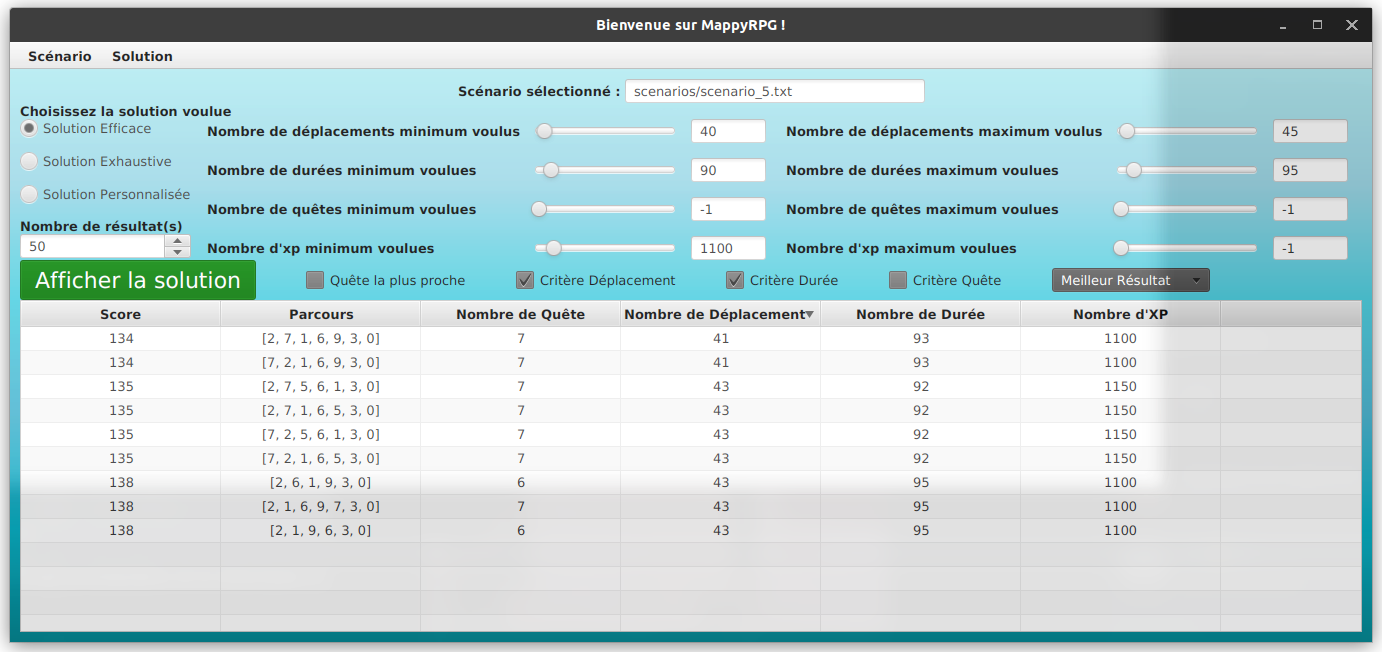 Bienvenue sur MappyRPG !
Scénario Solution
Scénario sélectionné : scenarios/scenario_5.txt
Choisissez la solution voulue
Solution Efficace
Solution Exhaustive
Solution Personnalisée
Nombre de résultat(s)
50
Nombre de déplacements minimum voulus 40 Nombre de déplacements maximum voulus 45
Nombre de durées minimum voulues 90 Nombre de durées maximum voulues 95
Nombre de quêtes minimum voulues -1 Nombre de quêtes maximum voulues -1
Nombre d'xp minimum voulues 1100 Nombre d'xp maximum voulues -1
Afficher la solution Quête la plus proche Critère Déplacement Critère Durée Critère Quête Meilleur Résultat
Score Parcours Nombre de Quête Nombre de Déplacement Nombre de Durée Nombre d'XP
134 [2, 7, 1, 6, 9, 3, 0] 7 41 93 1100
134 [7, 2, 1, 6, 9, 3, 0] 7 41 93 1100
135 [2, 7, 5, 6, 1, 3, 0] 7 43 92 1150
135 [2, 7, 1, 6, 5, 3, 0] 7 43 92 1150
135 [7, 2, 5, 6, 1, 3, 0] 7 43 92 1150
135 [7, 2, 1, 6, 5, 3, 0] 7 43 92 1150
138 [2, 6, 1, 9, 3, 0] 6 43 95 1100
138 [2, 1, 6, 9, 7, 3, 0] 7 43 95 1100
138 [2, 1, 9, 6, 3, 0] 6 43 95 1100